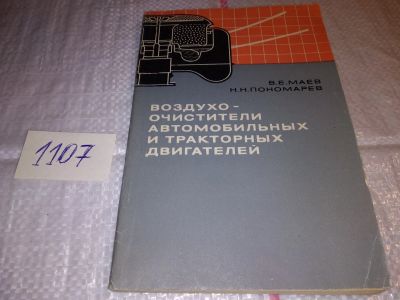 В.Е.МАЕВ
Н.Н.ПОНОМАРЕВ
ВОЗДУХО-
ОЧИСТИТЕЛИ
АВТОМОБИЛЬНЫХ
И ТРАКТОРНЫХ
ДВИГАТЕЛЕЙ
1107